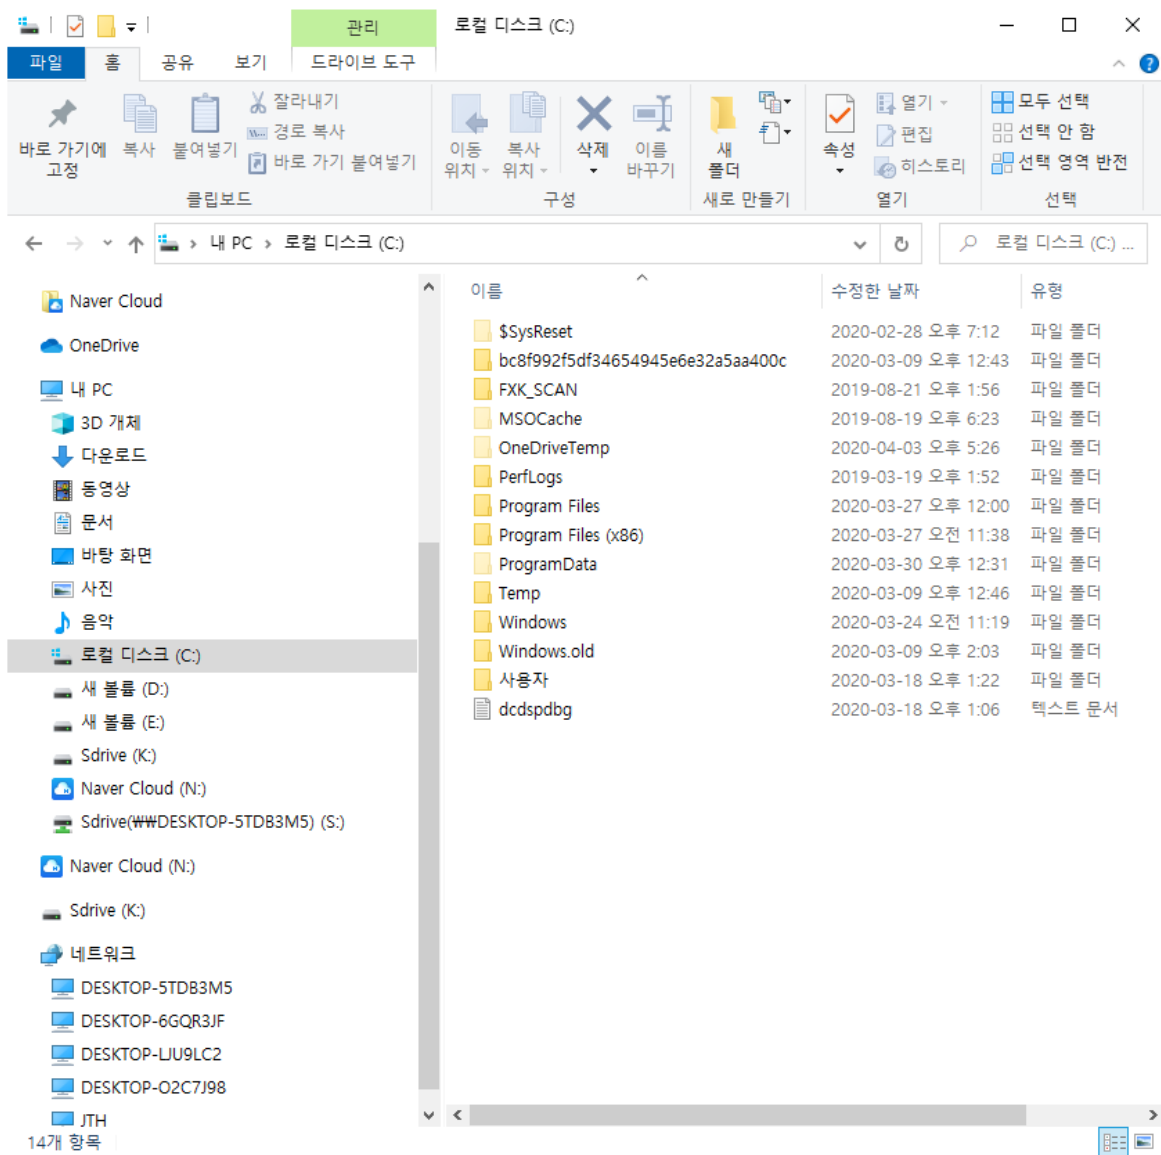 관리
로컬 디스크 (C:)
파일
홈
공유
보기
드라이브 도구
바로 가기에
고정
복사
붙여넣기
잘라내기
경로 복사
바로 가기 붙여넣기
클립보드
이동
위치
복사
위치
삭제
이름
바꾸기
구성
새
폴더
새로 만들기
속성
열기
편집
히스토리
열기
모두 선택
선택 안 함
선택 영역 반전
선택
내 PC › 로컬 디스크 (C:)
로컬 디스크 (C:) ...
Naver Cloud
OneDrive
내 PC
3D 개체
다운로드
동영상
문서
바탕 화면
사진
음악
로컬 디스크 (C:)
새 볼륨 (D:)
새 볼륨 (E:)
Sdrive (K:)
Naver Cloud (N:)
Sdrive(₩₩DESKTOP-5TDB3M5) (S:)
Naver Cloud (N:)
Sdrive (K:)
네트워크
DESKTOP-5TDB3M5
DESKTOP-6GQR3JF
DESKTOP-LJU9LC2
DESKTOP-O2C7J98
JTH
이름 수정한 날짜 유형
$SysReset 2020-02-28 오후 7:12 파일 폴더
bc8f992f5df34654945e6e32a5aa400c 2020-03-09 오후 12:43 파일 폴더
FXK_SCAN 2019-08-21 오후 1:56 파일 폴더
MSOCache 2019-08-19 오후 6:23 파일 폴더
OneDriveTemp 2020-04-03 오후 5:26 파일 폴더
PerfLogs 2019-03-19 오후 1:52 파일 폴더
Program Files 2020-03-27 오후 12:00 파일 폴더
Program Files (x86) 2020-03-27 오전 11:38 파일 폴더
ProgramData 2020-03-30 오후 12:31 파일 폴더
Temp 2020-03-09 오후 12:46 파일 폴더
Windows 2020-03-24 오전 11:19 파일 폴더
Windows.old 2020-03-09 오후 2:03 파일 폴더
사용자 2020-03-18 오후 1:22 파일 폴더
dcdspdbg 2020-03-18 오후 1:06 텍스트 문서
14개 항목